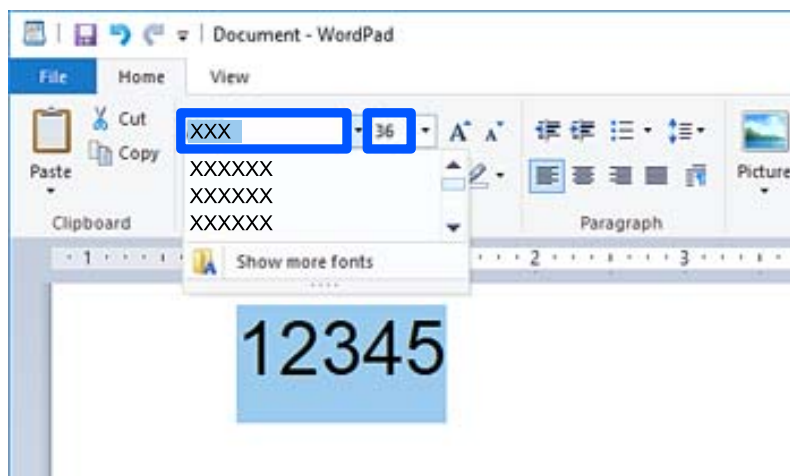 Document - WordPad
File Home View
Cut
Copy
Paste
XXX 36 A A
XXXXXX
XXXXXX
XXXXXX
Show more fonts
Clipboard Paragraph Picture
1 2 3
12345